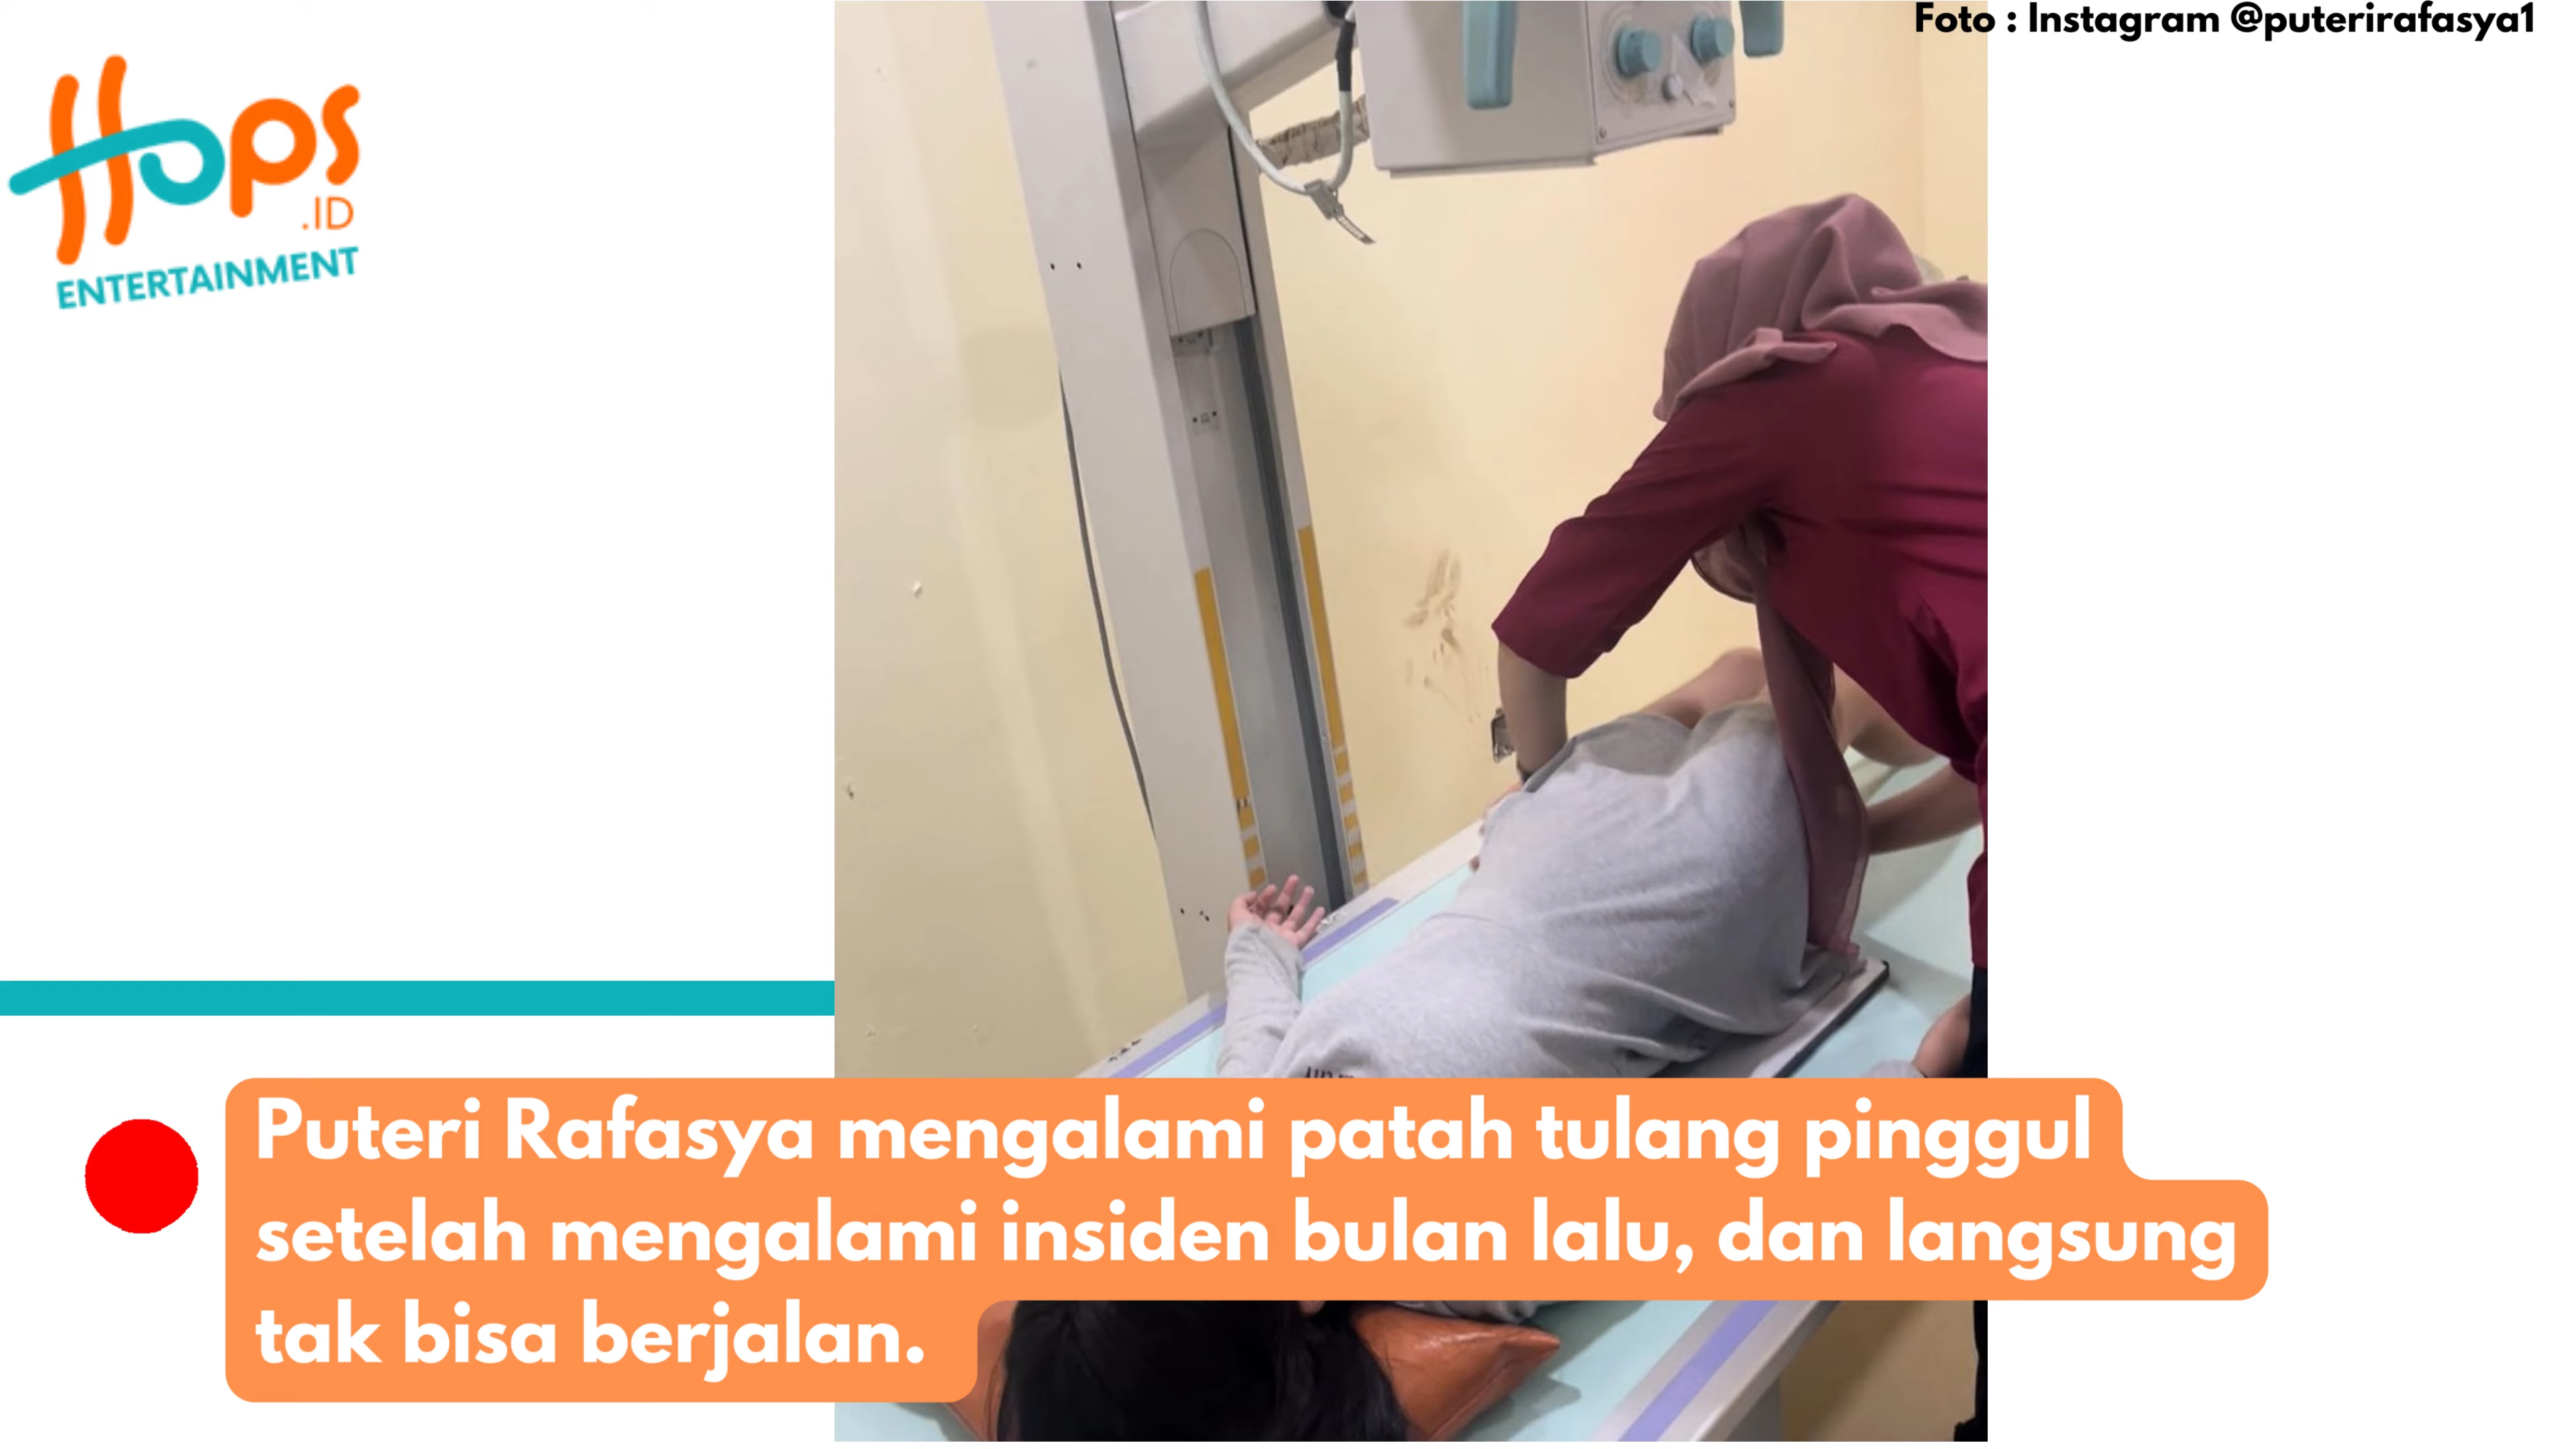 Foto : Instagram @puterirafasya1
Hops
.ID
ENTERTAINMENT
Puteri Rafasya mengalami patah tulang pinggul
setelah mengalami insiden bulan lalu, dan langsung
tak bisa berjalan.